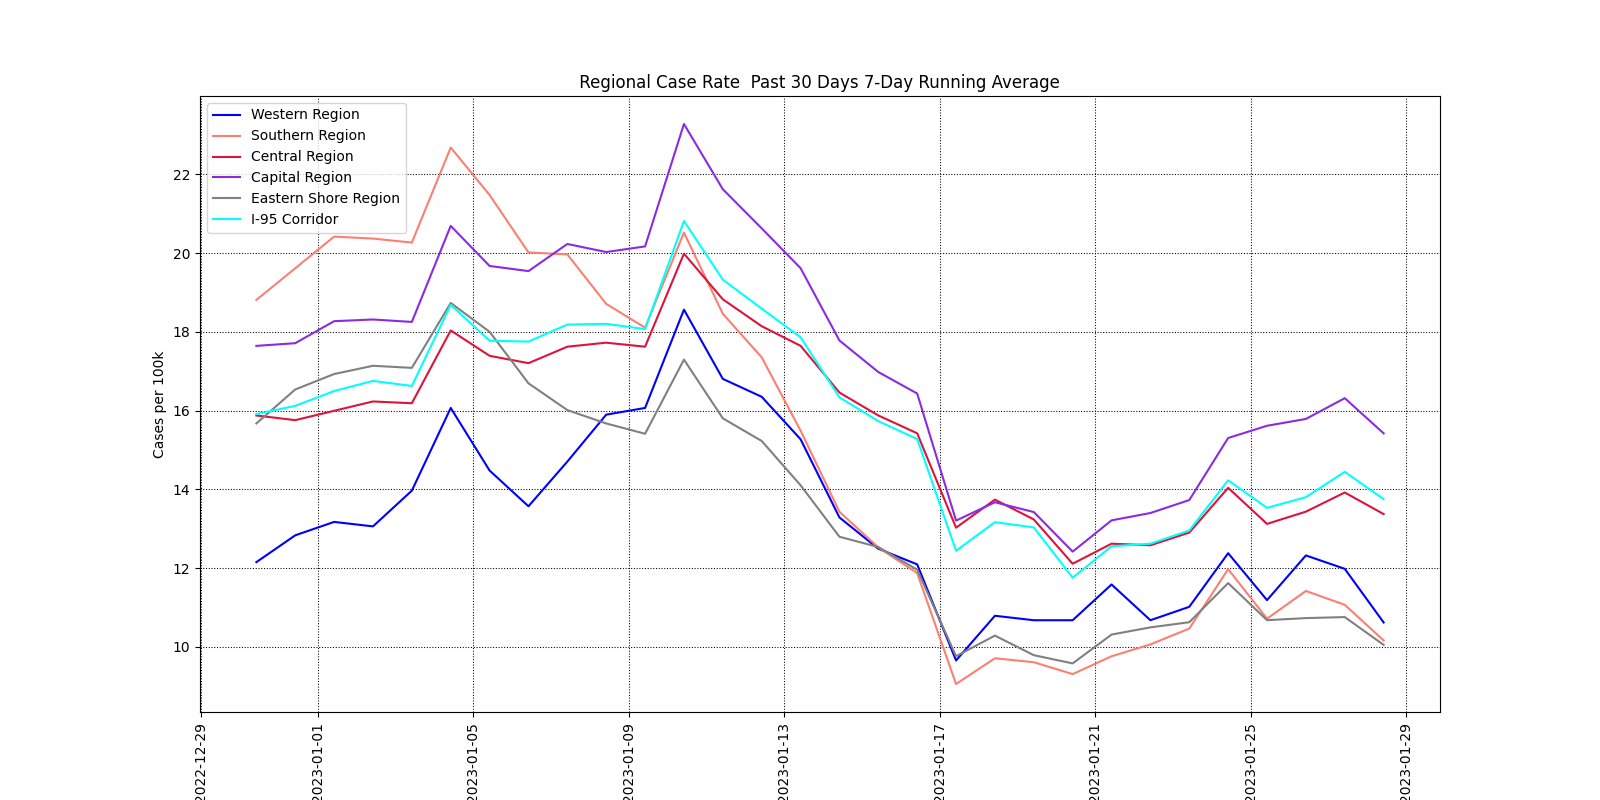 Regional Case Rate  Past 30 Days 7-Day Running Average
Western Region
Southern Region
Central Region
Capital Region
Eastern Shore Region
I-95 Corridor
Cases per 100k
22
20
18
16
14
12
10
2022-12-29
2023-01-01
2023-01-05
2023-01-09
2023-01-13
2023-01-17
2023-01-21
2023-01-25
2023-01-29